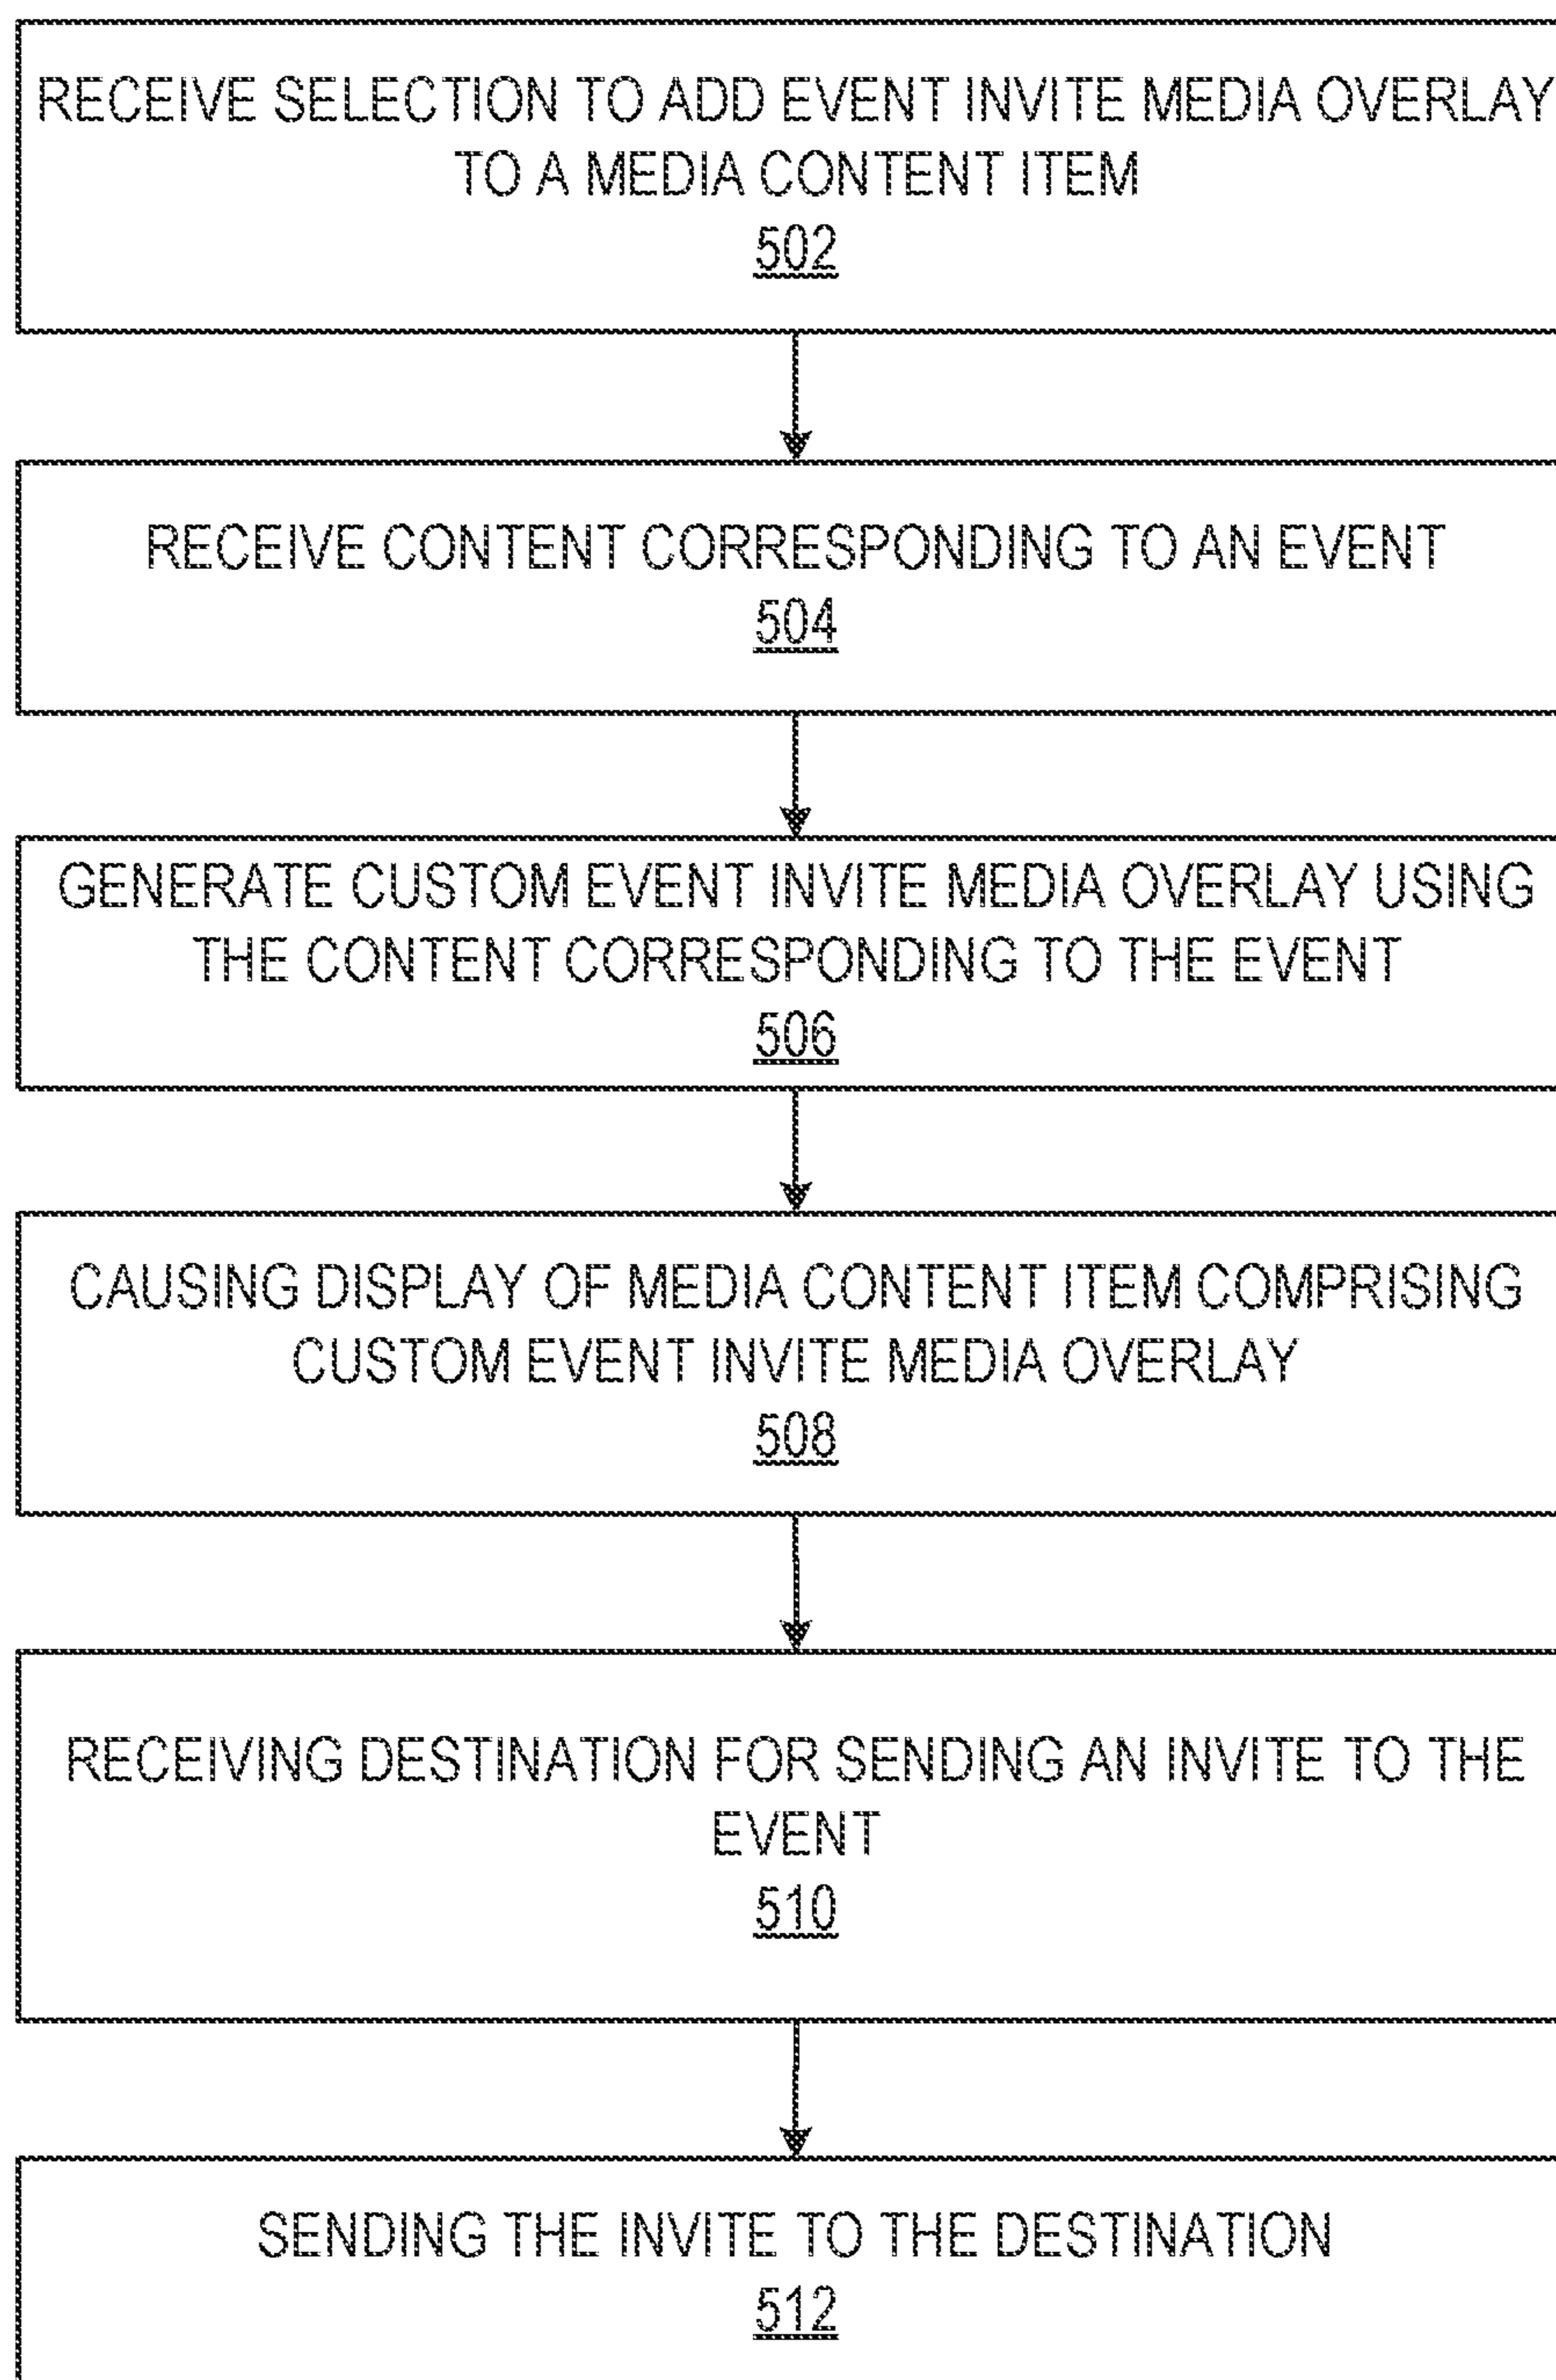 RECEIVE SELECTION TO ADD EVENT INVITE MEDIA OVERLAY
TO A MEDIA CONTENT ITEM
502
RECEIVE CONTENT CORRESPONDING TO AN EVENT
504
GENERATE CUSTOM EVENT INVITE MEDIA OVERLAY USING
THE CONTENT CORRESPONDING TO THE EVENT
506
CAUSING DISPLAY OF MEDIA CONTENT ITEM COMPRISING
CUSTOM EVENT INVITE MEDIA OVERLAY
508
RECEIVING DESTINATION FOR SENDING AN INVITE TO THE
EVENT
510
SENDING THE INVITE TO THE DESTINATION
512